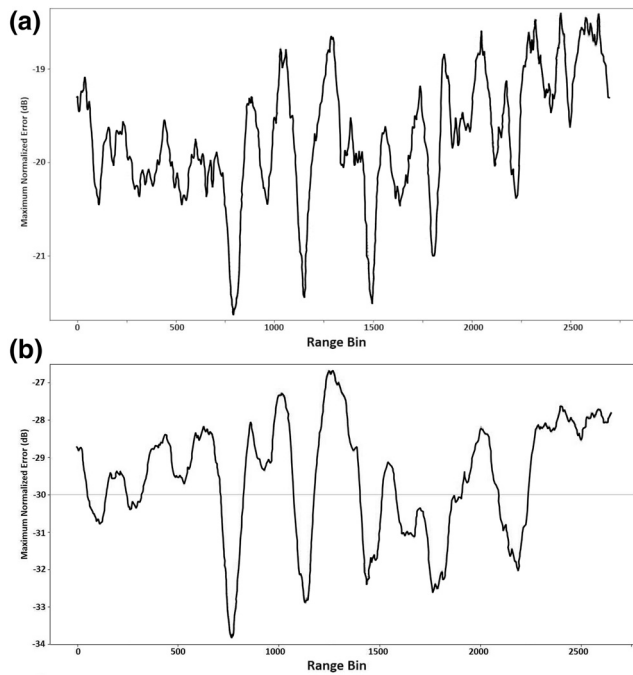 (a)
Maximum Normalized Error (dB)
-19
-20
-21
0 500 1000 1500 2000 2500
Range Bin
(b)
Maximum Normalized Error (dB)
-27
-28
-29
-30
-31
-32
-33
-34
0 500 1000 1500 2000 2500
Range Bin